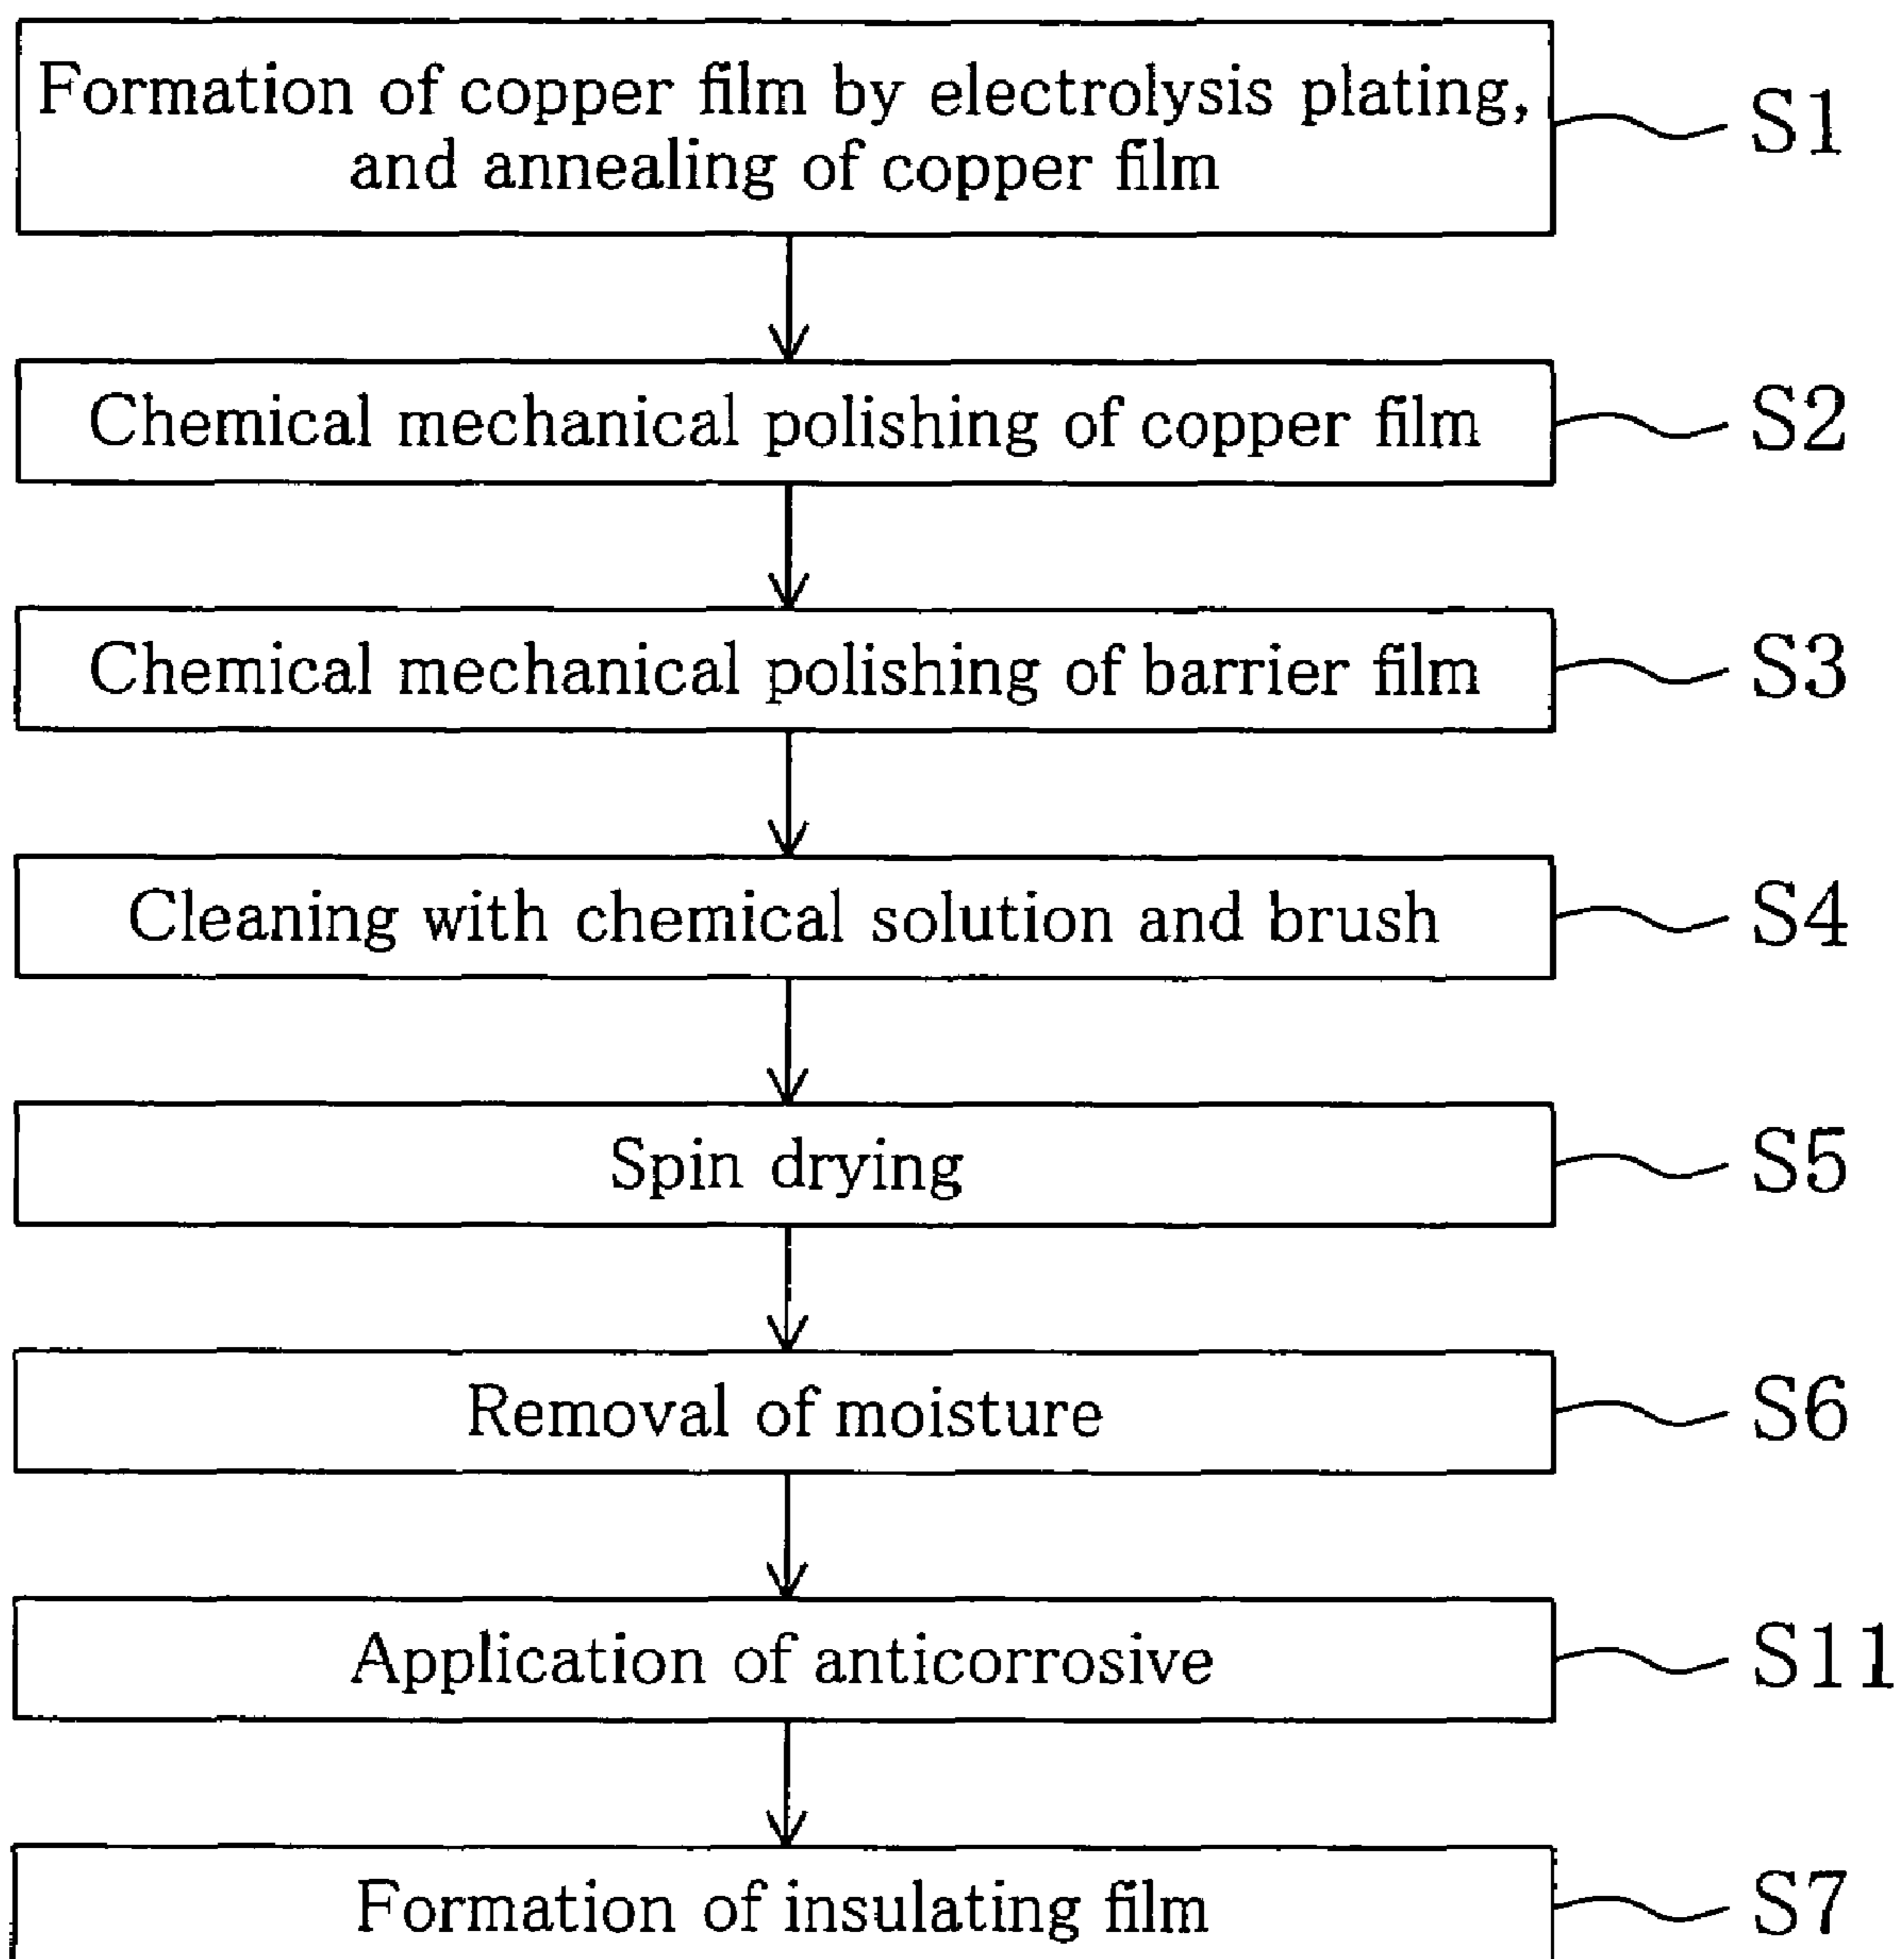 Formation of copper film by electrolysis plating,
and annealing of copper film
S1
Chemical mechanical polishing of copper film
S2
Chemical mechanical polishing of barrier film
S3
Cleaning with chemical solution and brush
S4
Spin drying
S5
Removal of moisture
S6
Application of anticorrosive
S11
Formation of insulating film
S7